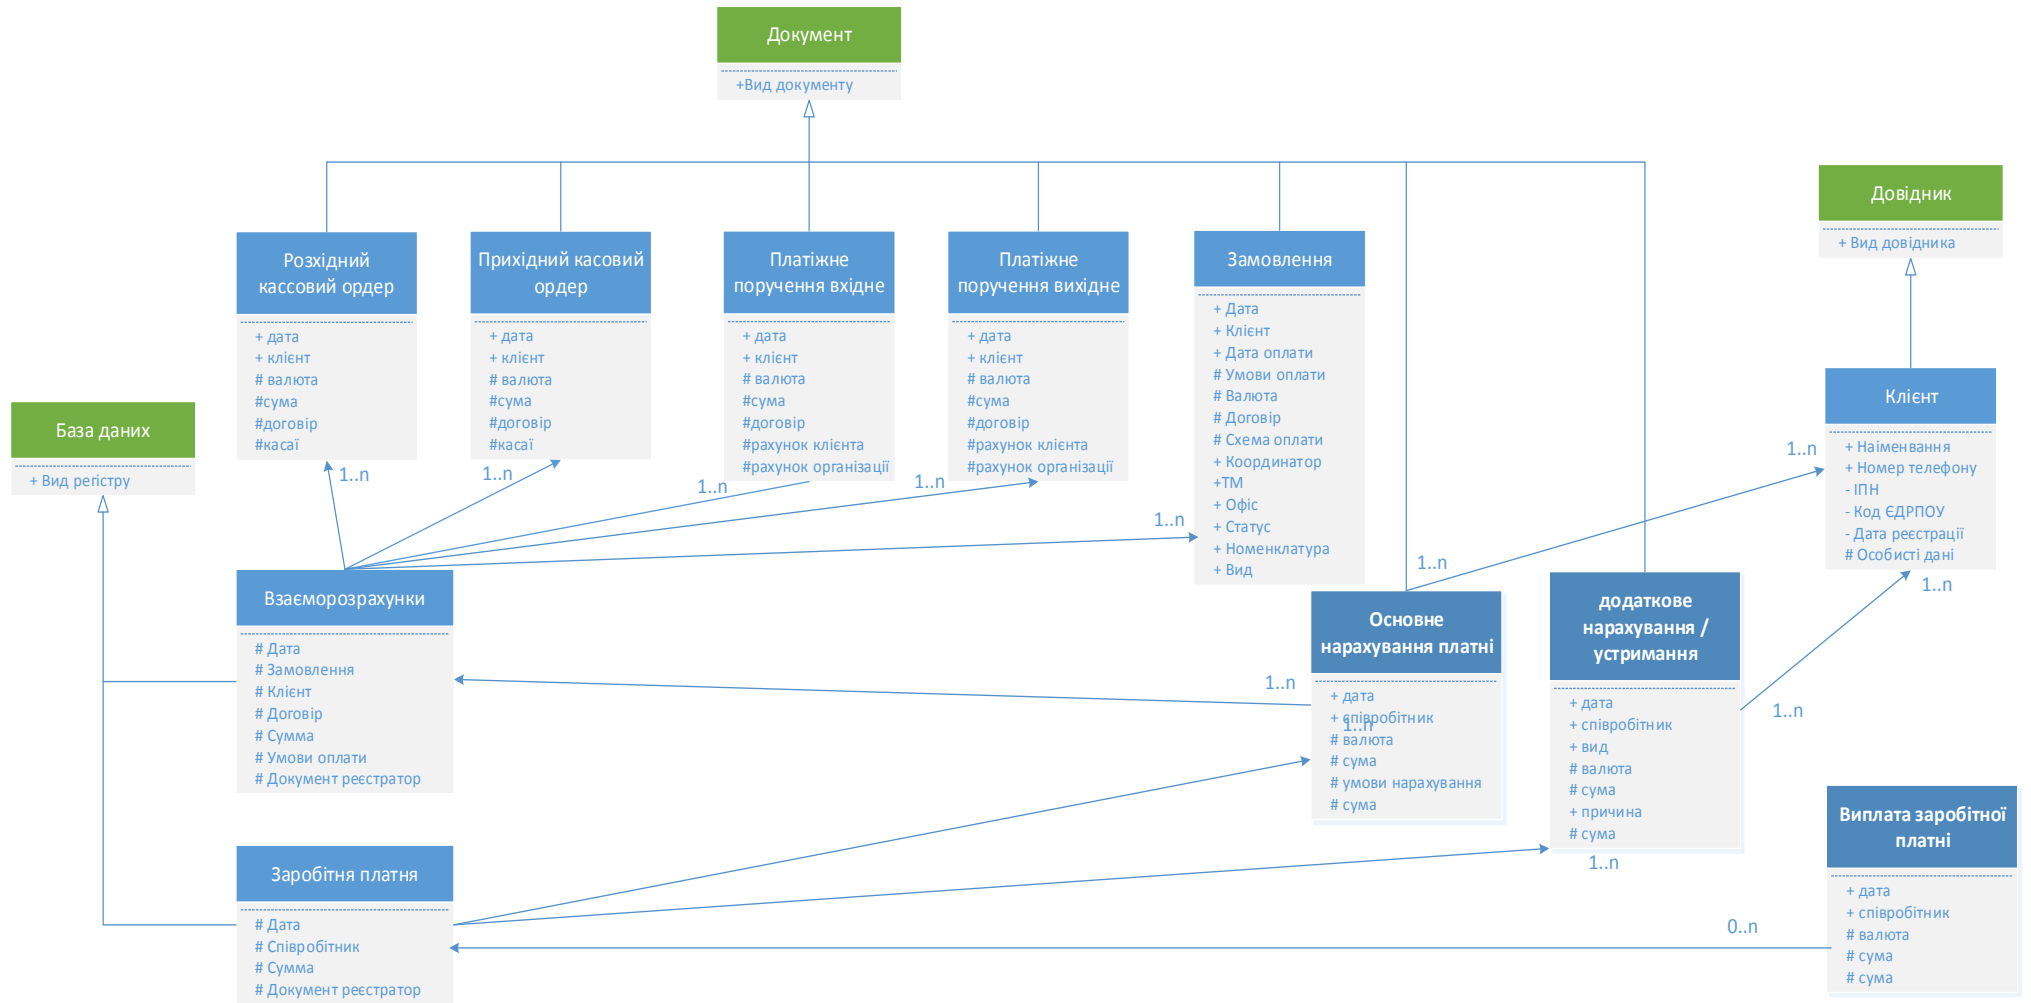 Документ
+Вид документу
Довідник
+ Вид довідника
Розхідний
кассовий ордер
+ дата
+ клієнт
# валюта
#сума
#договір
#касаї
1..n
Прихідний касовий
ордер
+ дата
+ клієнт
# валюта
#сума
#договір
#касаї
1..n
Платіжне
поручення вхідне
+ дата
+ клієнт
# валюта
#сума
#договір
#рахунок клієнта
#рахунок організації
1..n
Платіжне
поручення вихідне
+ дата
+ клієнт
# валюта
#сума
#договір
#рахунок клієнта
#рахунок організації
1..n
Замовлення
+ Дата
+ Клієнт
+ Дата оплати
# Умови оплати
# Валюта
# Договір
# Схема оплати
+ Координатор
+ТМ
+ Офіс
+ Статус
+ Номенклатура
+ Вид
1..n
Клієнт
+ Наіменвання
+ Номер телефону
- ІПН
- Код ЄДРПОУ
- Дата реєстрації
# Особисті дані
1..n
1..n
База даних
+ Вид регістру
Взаєморозрахунки
# Дата
# Замовлення
# Клієнт
# Договір
# Сумма
# Умови оплати
# Документ реєстратор
1..n
1..n
Основне
нарахування платні
+ дата
+ співробітник
1..n
# валюта
# сума
# умови нарахування
# сума
додаткове
нарахування /
устримання
+ дата
+ співробітник
+ вид
# валюта
# сума
+ причина
# сума
1..n
1..n
Виплата заробітної
платні
+ дата
+ співробітник
# валюта
# сума
# сума
0..n
Заробітня платня
# Дата
# Співробітник
# Сумма
# Документ реєстратор